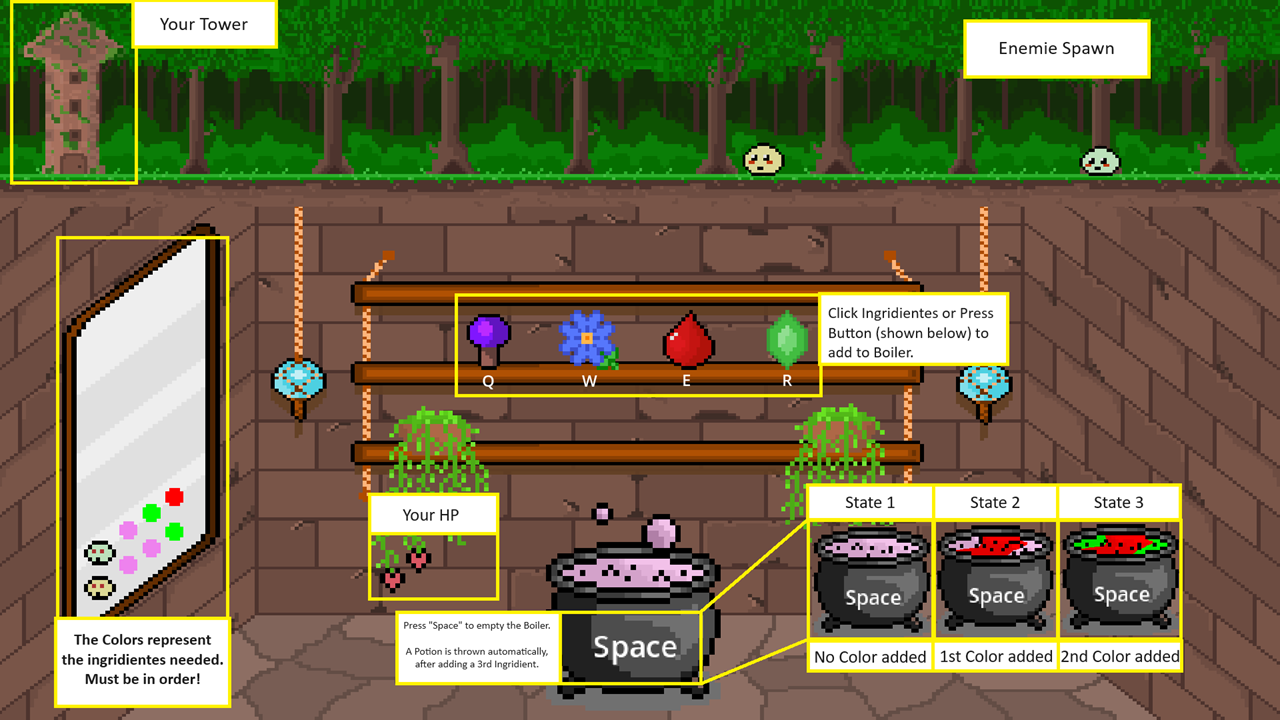 Your Tower
Enemie Spawn
Click Ingridientes or Press
Button (shown below) to
add to Boiler.
Q W E R
Your HP
State 1 State 2 State 3
Space Space Space
No Color added 1st Color added 2nd Color added
Press "Space" to empty the Boiler.
A Potion is thrown automatically,
after adding a 3rd Ingridient.
Space
The Colors represent
the ingridientes needed.
Must be in order!